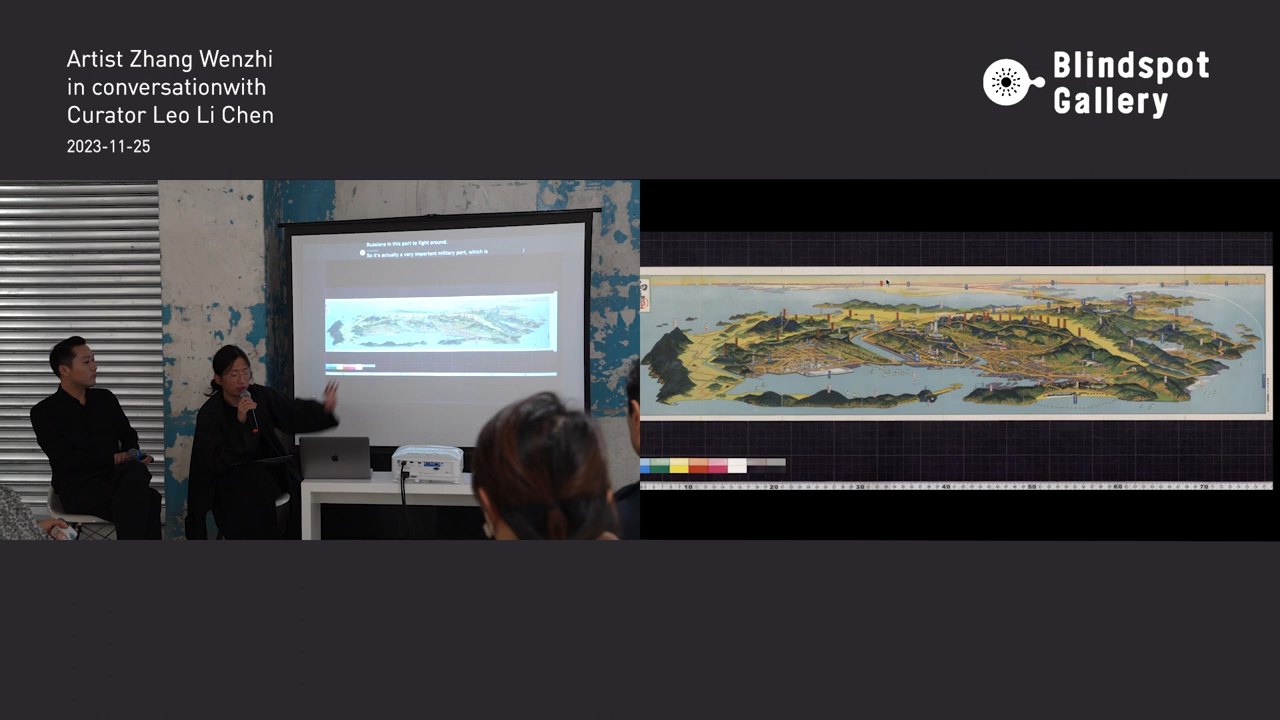 Artist Zhang Wenzhi
in conversationwith
Curator Leo Li Chen
2023-11-25
Blindspot
Gallery
Russians in this port to fight around.
So it's actually a very important military port, which is
10 20 30 40 50 60 70